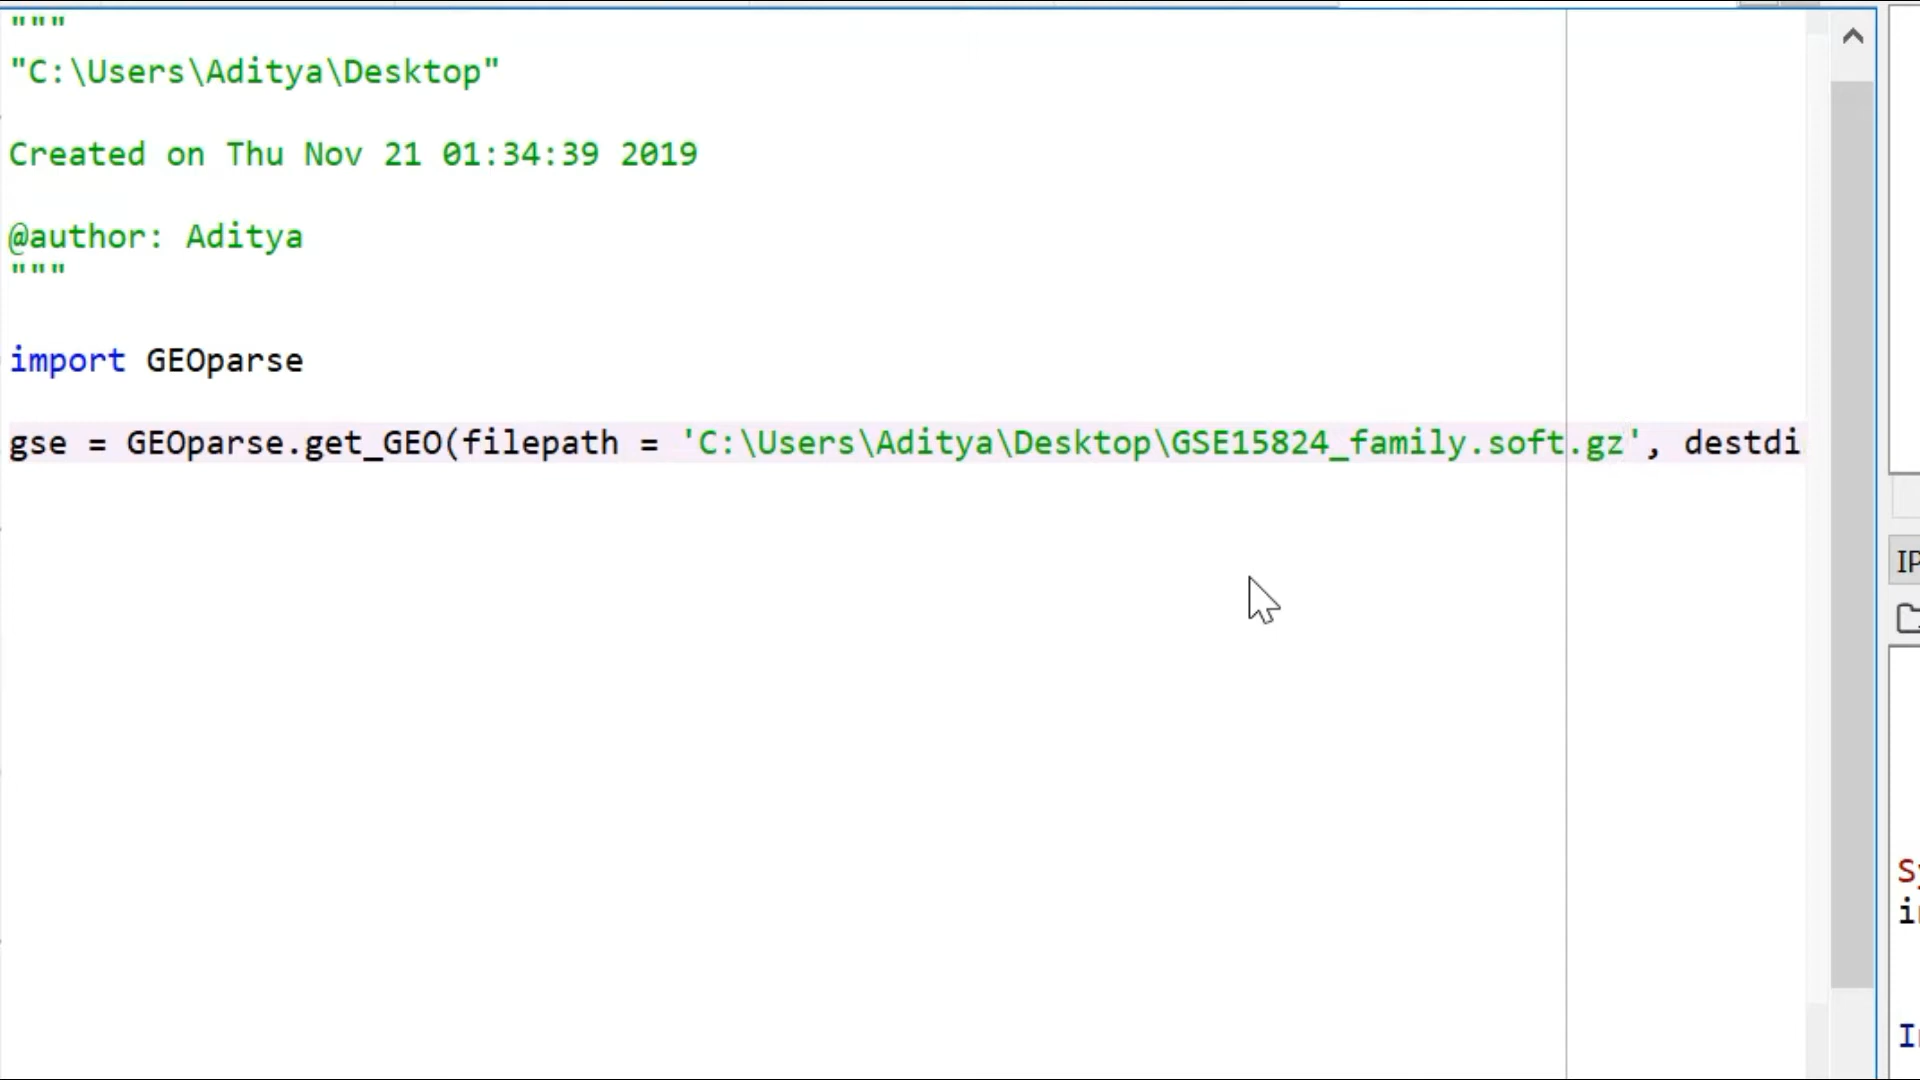 """
"C:\Users\Aditya\Desktop"
Created on Thu Nov 21 01:34:39 2019
@author: Aditya
"""
import GEOparse
gse = GEOparse.get_GEO(filepath = 'C:\Users\Aditya\Desktop\GSE15824_family.soft.gz', destdi
IP